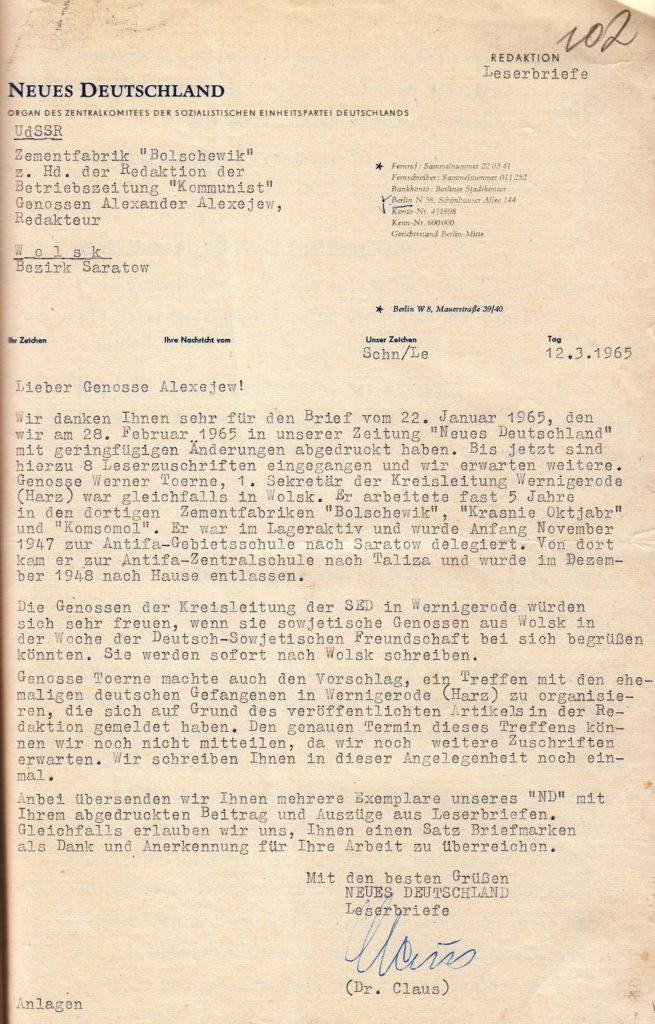 102
REDAKTION
Leserbriefe
NEUES DEUTSCHLAND
ORGAN DES ZENTRALKOMITEES DER SOZIALISTISCHEN EINHEITSPARTEI DEUTSCHLANDS
UdSSR
Zementfabrik "Bolschewik"
z. Hd. der Redaktion der
Betriebszeitung "Kommunist"
Genossen Alexander Alexejew,
Redakteur
W o l s k
Bezirk Saratow
Fernruf: Sammelnummer 22 03 41
Fernschreiber: Sammelnummer 011 252
Bankkonto: Berliner Stadtkontor
Berlin N 58, Schönhauser Allee 144
Konto-Nr. 4/1898
Kenn-Nr. 600 000
Gerichtsstand Berlin-Mitte
Berlin W 8, Mauerstraße 39/40
Ihr Zeichen Ihre Nachricht vom Unser Zeichen Tag
Schn/Le 12.3.1965
Lieber Genosse Alexejew!
Wir danken Ihnen sehr für den Brief vom 22. Januar 1965, den
wir am 28. Februar 1965 in unserer Zeitung "Neues Deutschland"
mit geringfügigen Änderungen abgedruckt haben. Bis jetzt sind
hierzu 8 Leserzuschriften eingegangen und wir erwarten weitere.
Genosse Werner Toerne, 1. Sekretär der Kreisleitung Wernigerode
(Harz) war gleichfalls in Wolsk. Er arbeitete fast 5 Jahre
in den dortigen Zementfabriken "Bolschewik", "Krasnie Oktjabr"
und "Komsomol". Er war im Lageraktiv und wurde Anfang November
1947 zur Antifa-Gebietsschule nach Saratow delegiert. Von dort
kam er zur Antifa-Zentralschule nach Taliza und wurde im Dezem-
ber 1948 nach Hause entlassen.
Die Genossen der Kreisleitung der SED in Wernigerode würden
sich sehr freuen, wenn sie sowjetische Genossen aus Wolsk in
der Woche der Deutsch-Sowjetischen Freundschaft bei sich begrüßen
könnten. Sie werden sofort nach Wolsk schreiben.
Genosse Toerne machte auch den Vorschlag, ein Treffen mit den ehe-
maligen deutschen Gefangenen in Wernigerode (Harz) zu organisie-
ren, die sich auf Grund des veröffentlichten Artikels in der Re-
daktion gemeldet haben. Den genauen Termin dieses Treffens kön-
nen wir noch nicht mitteilen, da wir noch weitere Zuschriften
erwarten. Wir schreiben Ihnen in dieser Angelegenheit noch ein-
mal.
Anbei übersenden wir Ihnen mehrere Exemplare unseres "ND" mit
Ihrem abgedruckten Beitrag und Auszüge aus Leserbriefen.
Gleichfalls erlauben wir uns, Ihnen einen Satz Briefmarken
als Dank und Anerkennung für Ihre Arbeit zu überreichen.
Mit den besten Grüßen
NEUES DEUTSCHLAND
Leserbriefe
Claus
(Dr. Claus)
Anlagen